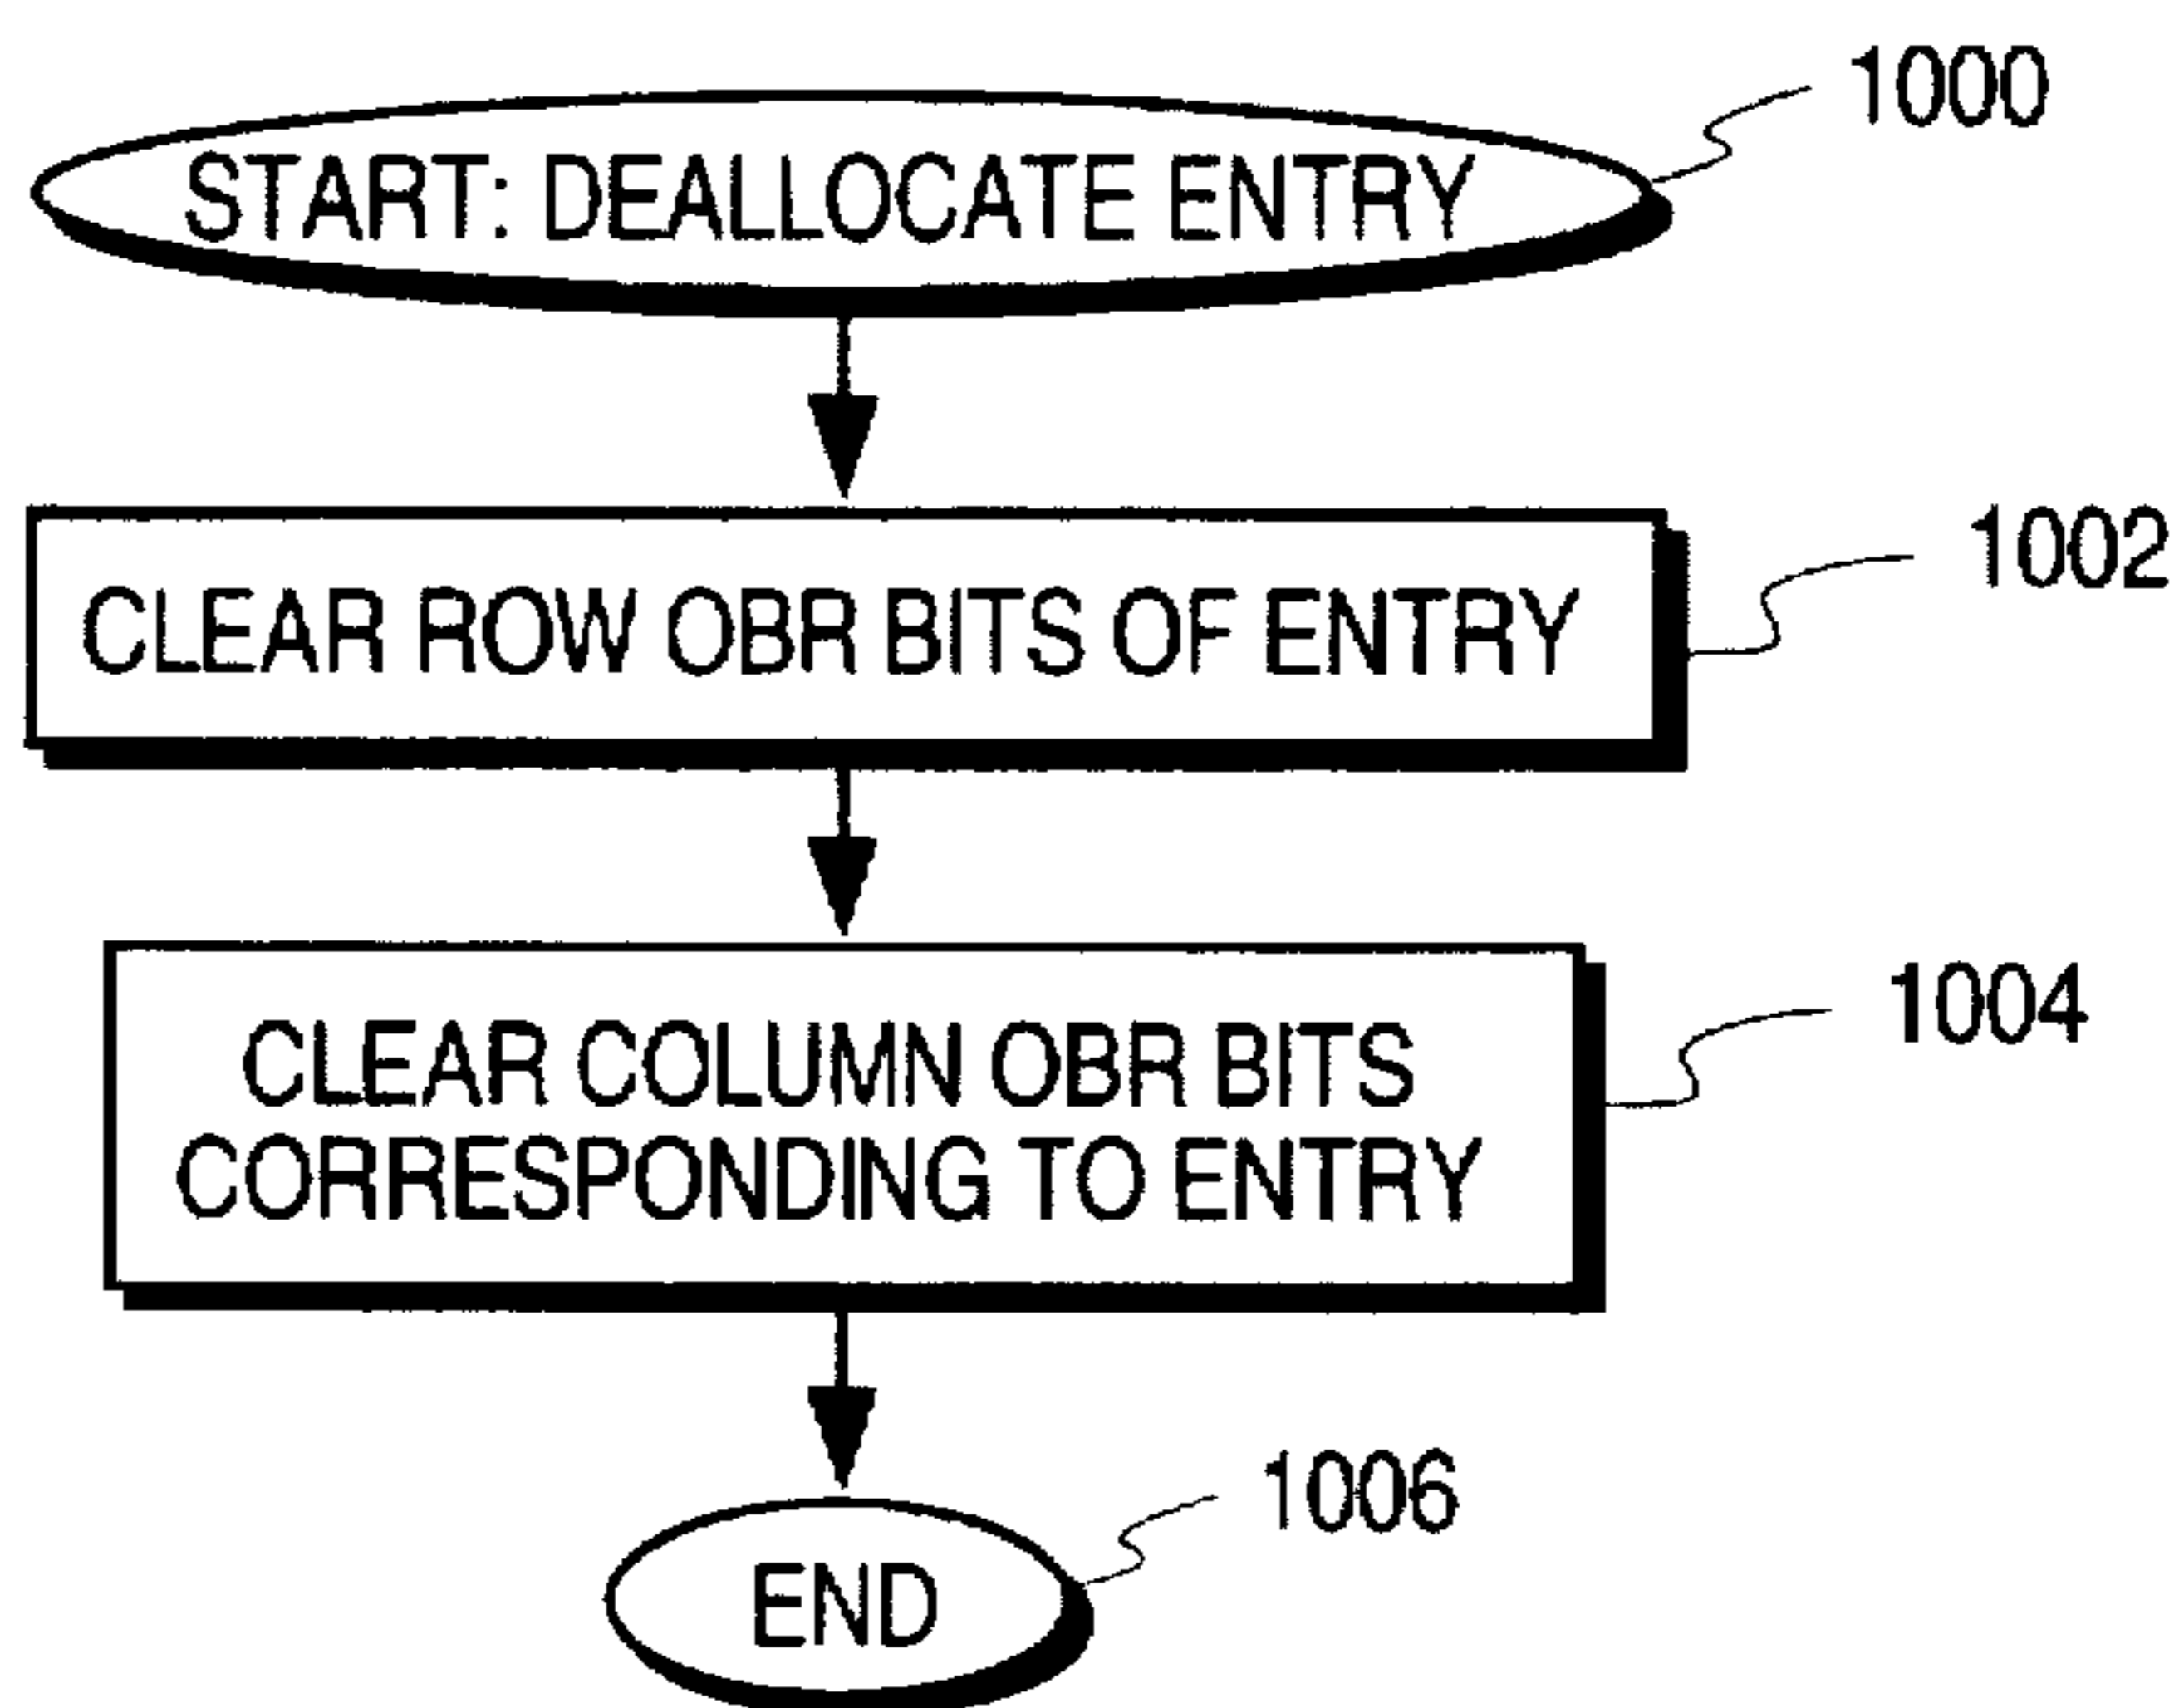 1000
START: DEALLOCATE ENTRY
1002
CLEAR ROW OBR BITS OF ENTRY
1004
CLEAR COLUMN OBR BITS
CORRESPONDING TO ENTRY
1006
END